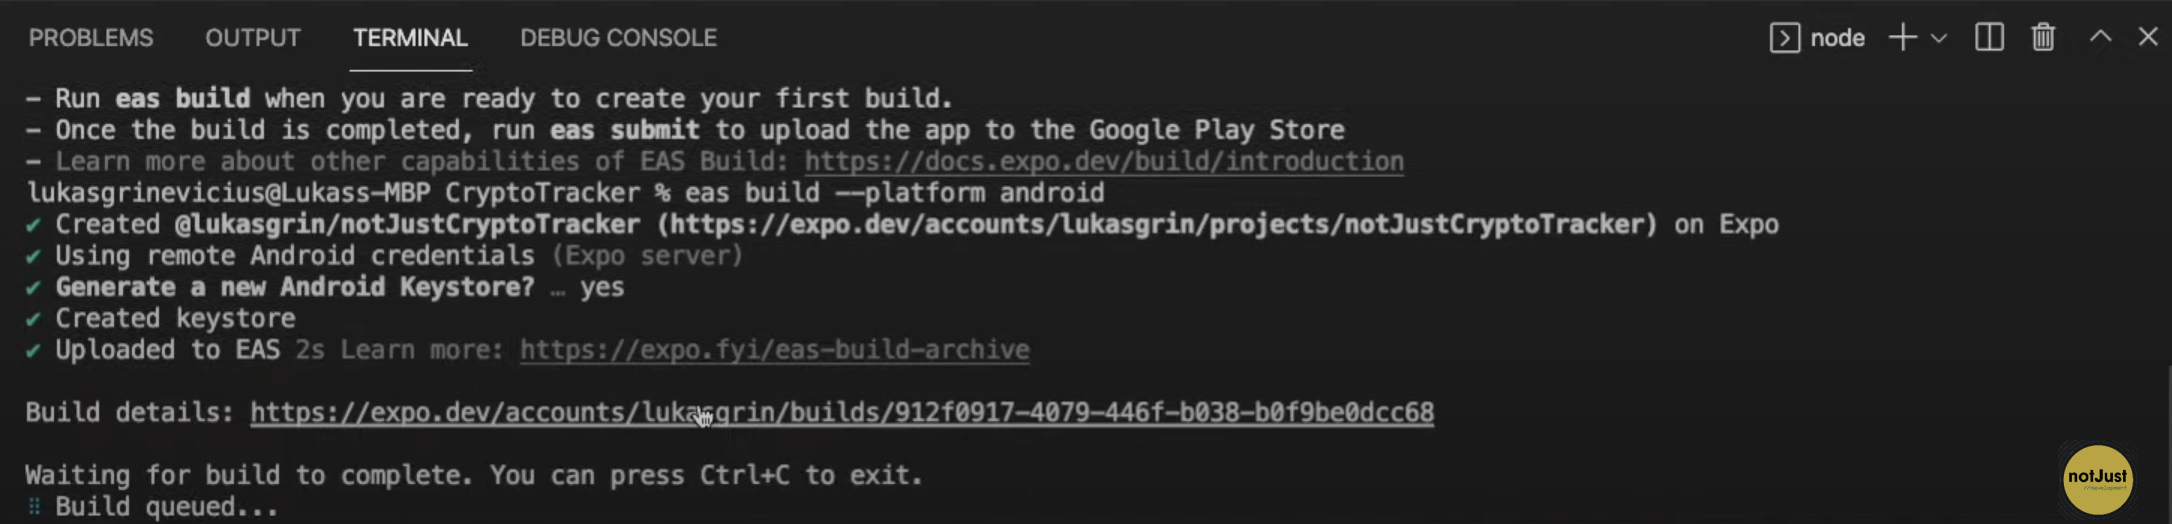 PROBLEMS OUTPUT TERMINAL DEBUG CONSOLE node
– Run eas build when you are ready to create your first build.
– Once the build is completed, run eas submit to upload the app to the Google Play Store
– Learn more about other capabilities of EAS Build: https://docs.expo.dev/build/introduction
lukasgrinevicius@Lukass-MBP CryptoTracker % eas build --platform android
✔ Created @lukasgrin/notJustCryptoTracker (https://expo.dev/accounts/lukasgrin/projects/notJustCryptoTracker) on Expo
✔ Using remote Android credentials (Expo server)
✔ Generate a new Android Keystore? … yes
✔ Created keystore
✔ Uploaded to EAS 2s Learn more: https://expo.fyi/eas-build-archive
Build details: https://expo.dev/accounts/lukasgrin/builds/912f0917-4079-446f-b038-b0f9be0dcc68
Waiting for build to complete. You can press Ctrl+C to exit.
Build queued...
notJust